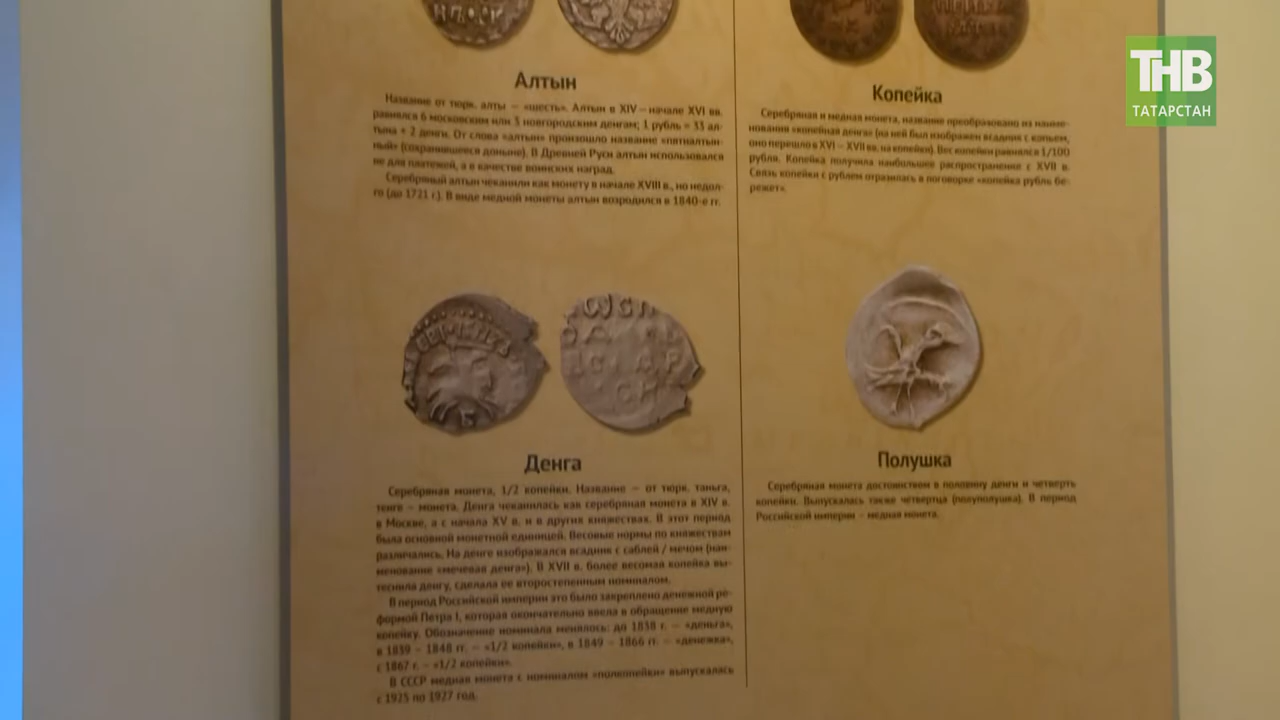 ТНВ
ТАТАРСТАН
Алтын
Название от тюрк. алты — «шесть». Алтын в XIV – начале XVI вв.
равнялся 6 московским или 3 новгородским денгам; 1 рубль = 33 ал-
тына + 2 денги. От слова «алтын» произошло название «пятиалтын-
ный» (сохранившееся доныне). В Древней Руси алтын использовался
не для платежей, а в качестве воинских наград.
Серебряный алтын чеканили как монету в начале XVIII в., но недол-
го (до 1721 г.). В виде медной монеты алтын возродился в 1840-е гг.
Копейка
Серебряная и медная монета, название преобразовано из наиме-
нования «копейная денга» (на ней был изображен всадник с копьем,
оно перешло в XVI – XVII вв. на копейки). Вес копейки равнялся 1/100
рубля. Копейка получила наибольшее распространение с XVII в.
Связь копейки с рублем отразилась в поговорке «копейка рубль бе-
режет».
Денга
Серебряная монета, 1/2 копейки. Название — от тюрк. таньга,
тенге – монета. Денга чеканилась как серебряная монета в XIV в.
в Москве, а с начала XV в. и в других княжествах. В этот период
была основной монетной единицей. Весовые нормы по княжествам
различались. На денге изображался всадник с саблей / мечом (наи-
менование «мечевая денга»). В XVII в. более весомая копейка вы-
теснила денгу, сделала ее второстепенным номиналом.
В период Российской империи это было закреплено денежной ре-
формой Петра I, которая окончательно ввела в обращение медную
копейку. Обозначение номинала менялось: до 1838 г. — «деньга»,
в 1839 – 1848 гг. — «1/2 копейки», в 1849 – 1866 гг. — «денежка»,
с 1867 г. – «1/2 копейки».
В СССР медная монета с номиналом «полкопейки» выпускалась
с 1925 по 1927 год.
Полушка
Серебряная монета достоинством в половину денги и четверть
копейки. Выпускалась также четвертца (полуполушка). В период
Российской империи – медная монета.